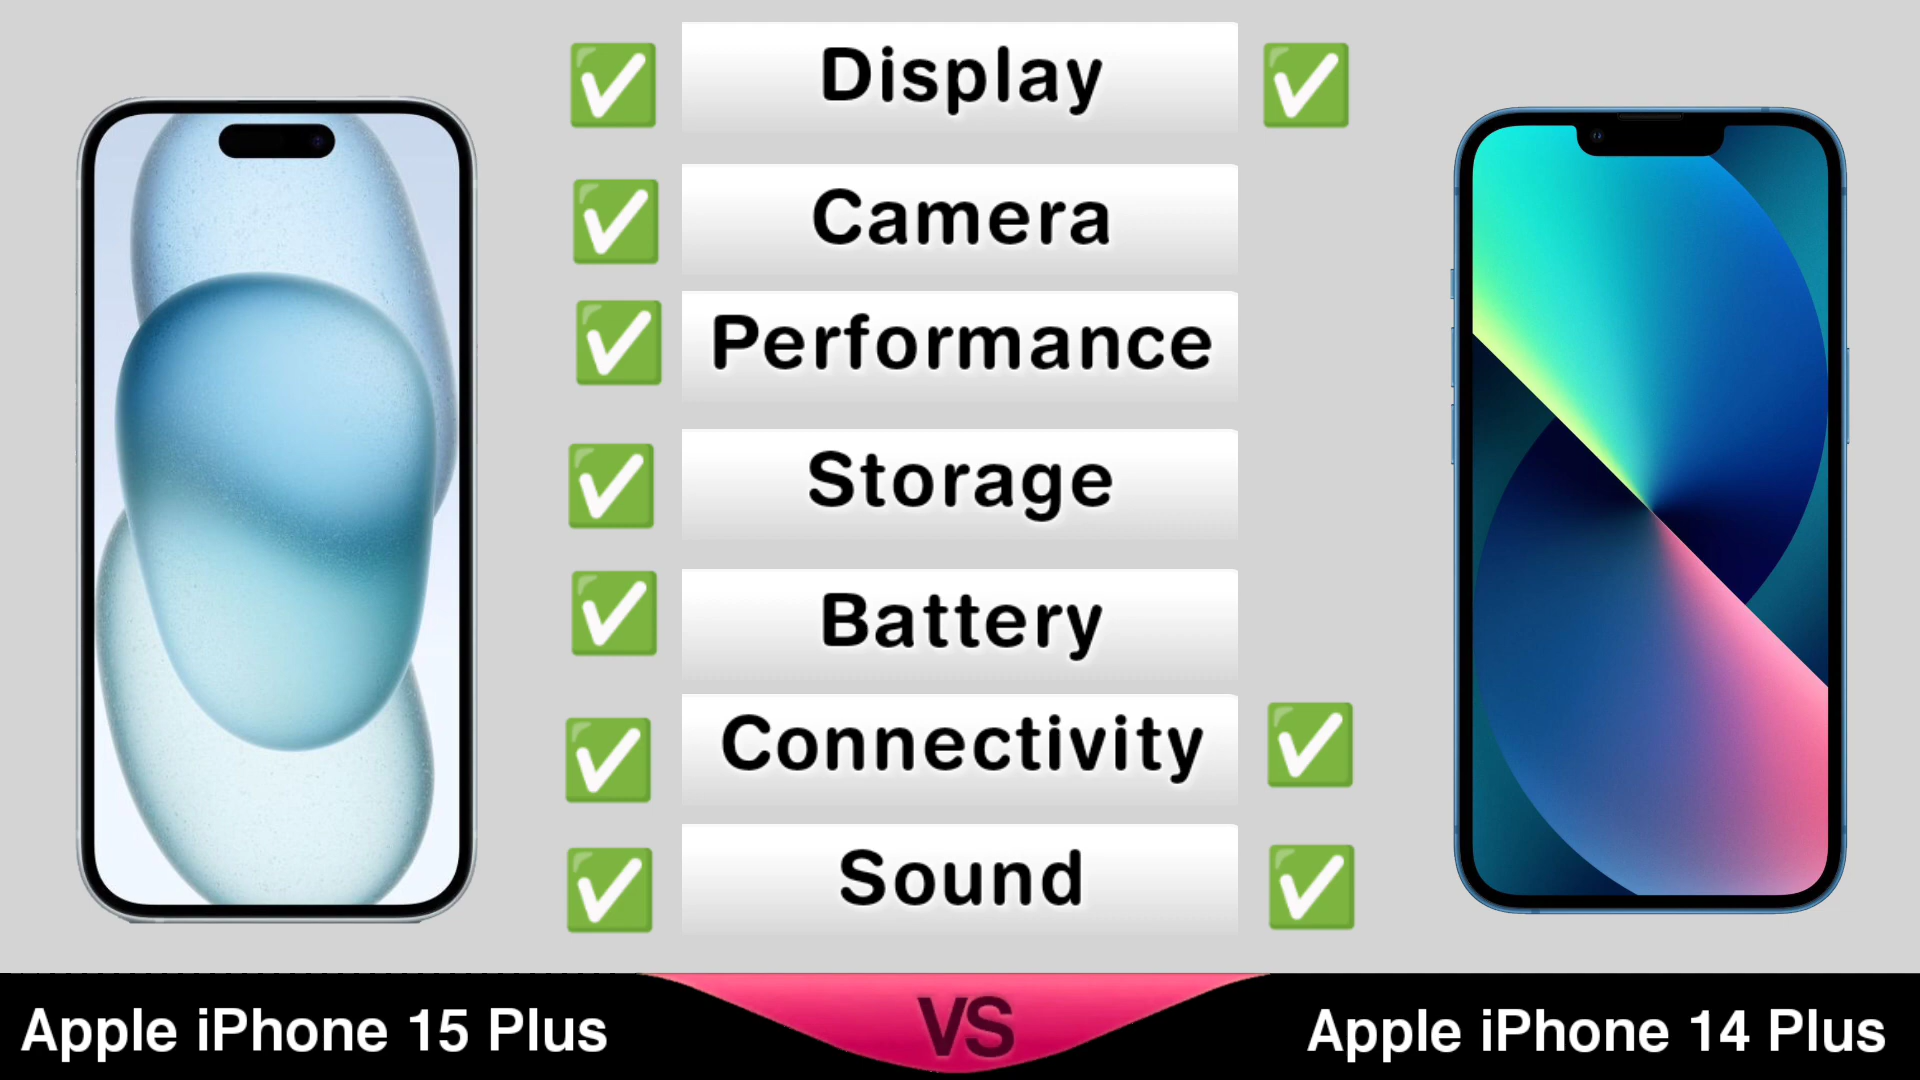 Display
Camera
Performance
Storage
Battery
Connectivity
Sound
Apple iPhone 15 Plus
VS
Apple iPhone 14 Plus